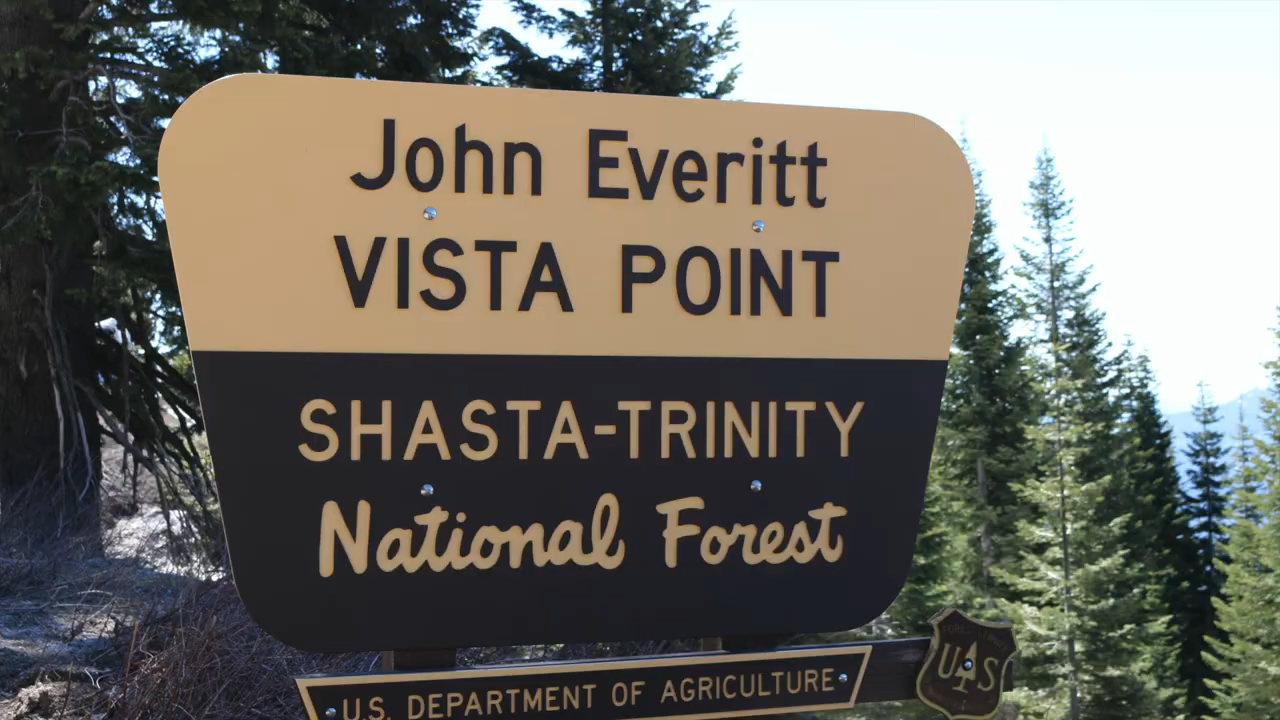 John Everitt
VISTA POINT
SHASTA-TRINITY
National Forest
U.S. DEPARTMENT OF AGRICULTURE
U S